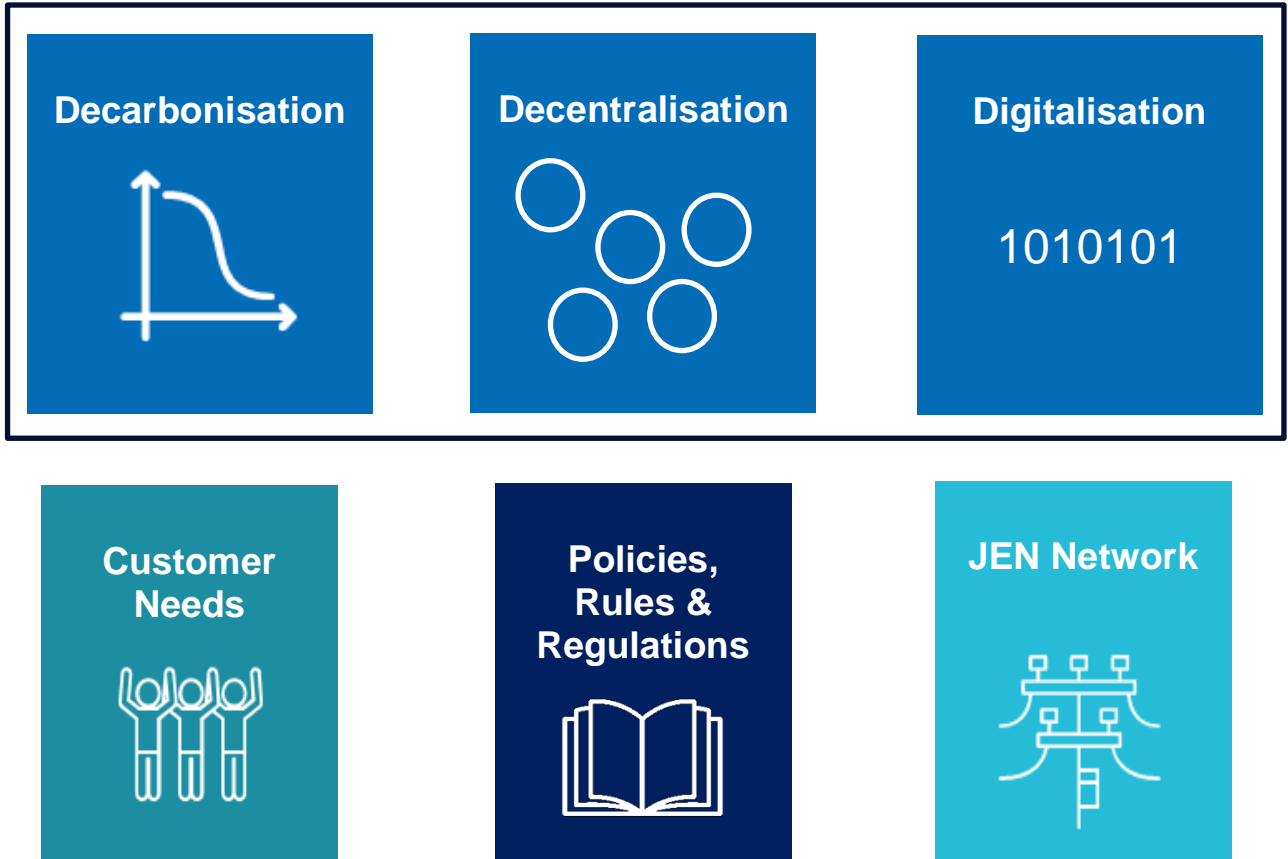 Decarbonisation
Decentralisation
Digitalisation
1010101
Customer
Needs
Policies,
Rules &
Regulations
JEN Network